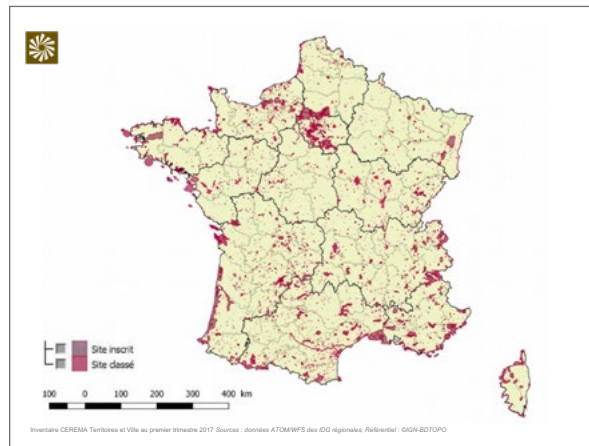 Site inscrit
Site classé
100 0 100 200 300 400 km
Inventaire CEREMA Territoires et Ville au premier trimestre 2017 Sources : données ATOM/WFS des IDG régionales, Référentiel : ©IGN-BDTOPO